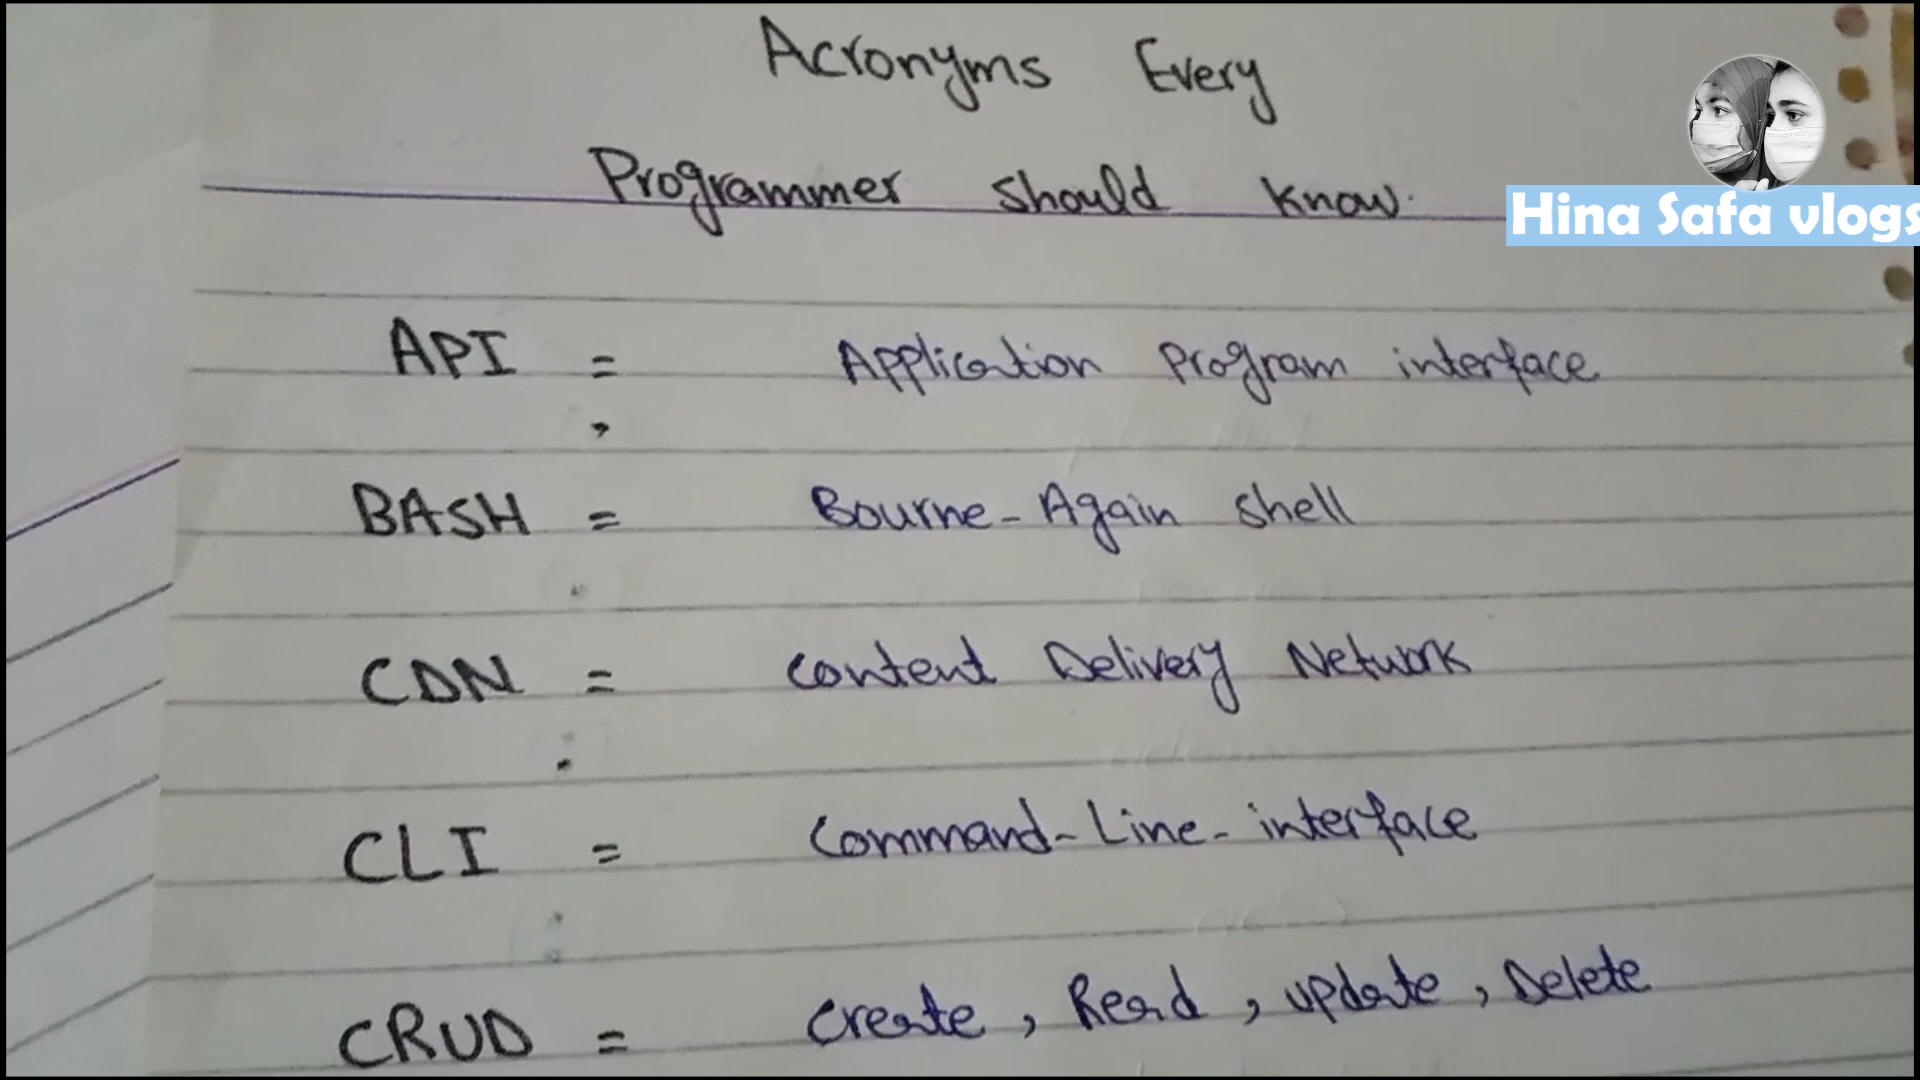 Acronyms Every
Programmer should know.
Hina Safa vlogs
API = Application Program interface
BASH = Bourne-Again shell
CDN = Content Delivery Network
CLI = Command-Line-interface
CRUD = Create, Read, update, Delete